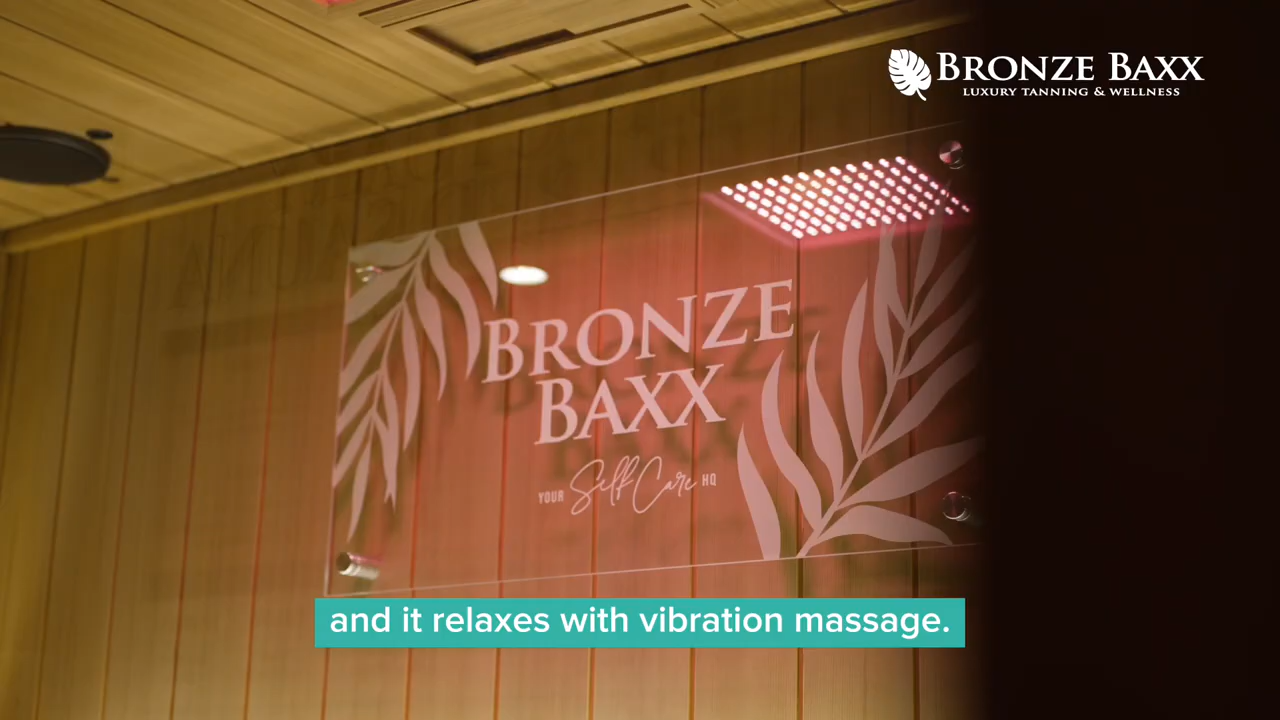 BRONZE BAXX
LUXURY TANNING & WELLNESS
BRONZE
BAXX
YOUR Self Care HQ
and it relaxes with vibration massage.